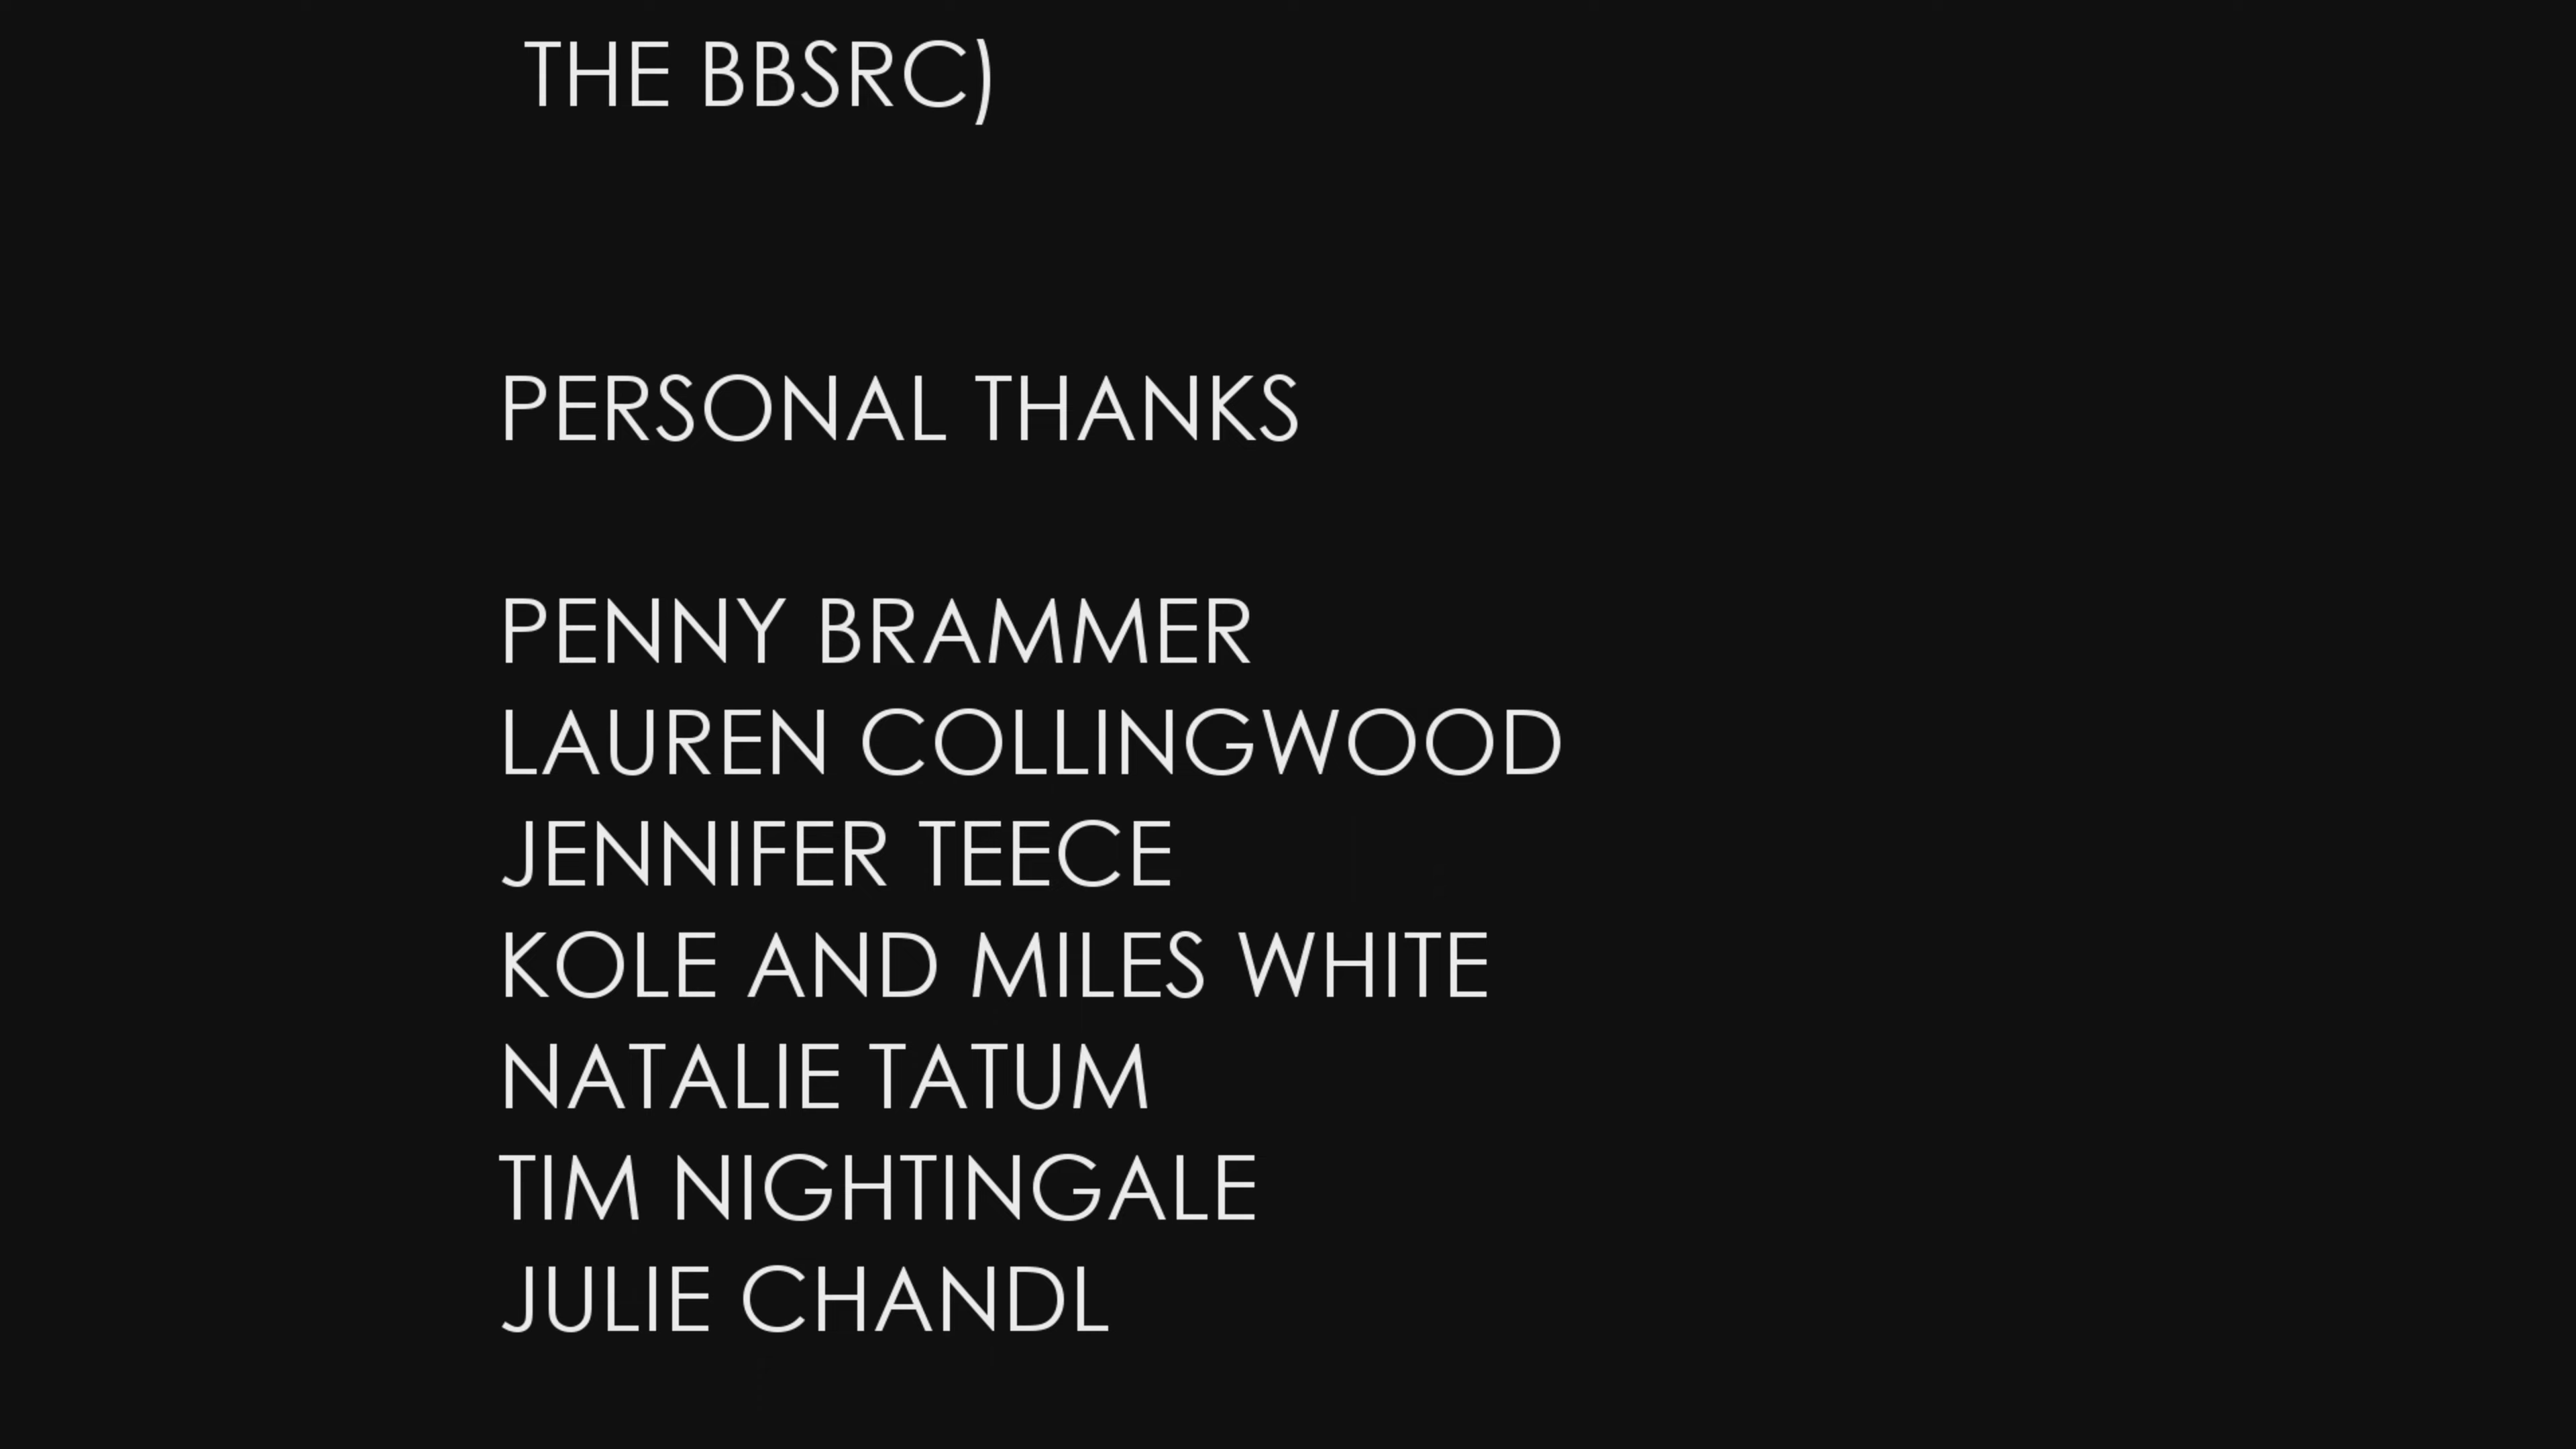 THE BBSRC)
PERSONAL THANKS
PENNY BRAMMER
LAUREN COLLINGWOOD
JENNIFER TEECE
KOLE AND MILES WHITE
NATALIE TATUM
TIM NIGHTINGALE
JULIE CHANDL